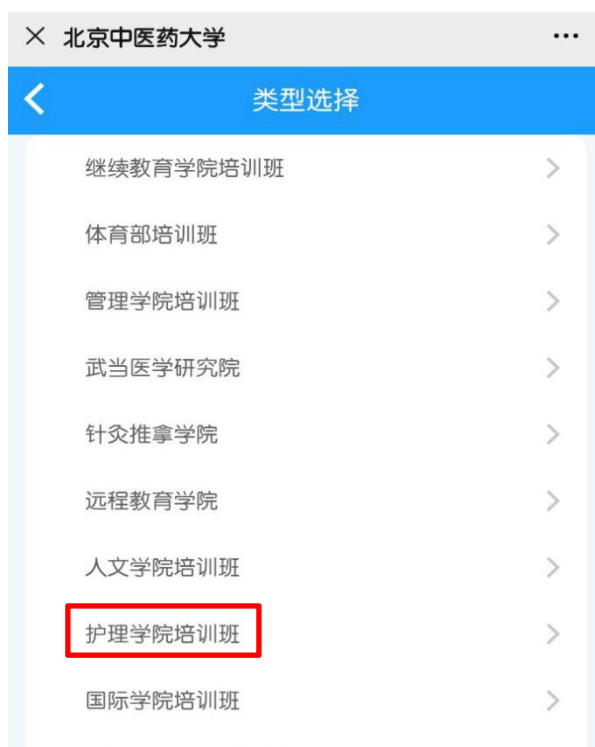 北京中医药大学
类型选择
继续教育学院培训班
体育部培训班
管理学院培训班
武当医学研究院
针灸推拿学院
远程教育学院
人文学院培训班
护理学院培训班
国际学院培训班